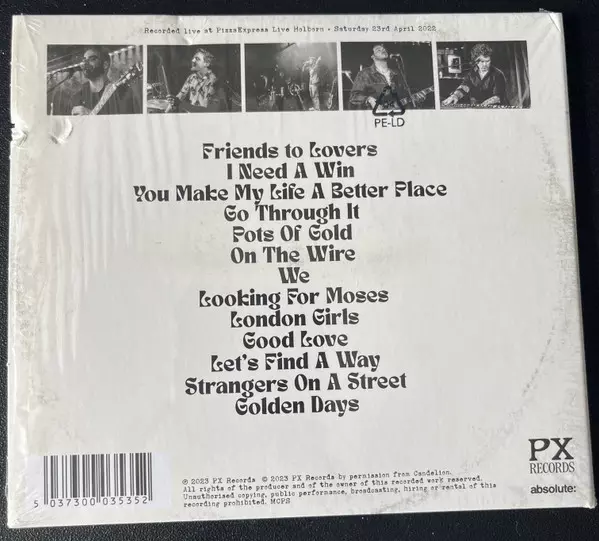 Recorded live at PizzaExpress Live Holborn • Saturday 23rd April 2022
PE-LD
Friends to Lovers
I Need A Win
You Make My Life A Better Place
Go Through It
Pots Of Gold
On The Wire
We
Looking For Moses
London Girls
Good Love
Let's Find A Way
Strangers On A Street
Golden Days
PX
RECORDS
absolute:
5 037300 035352
℗ 2023 PX Records © 2023 PX Records by permission from Candelion.
All rights of the producer and of the owner of this recorded work reserved.
Unauthorised copying, public performance, broadcasting, hiring or rental of this
recording prohibited. MCPS